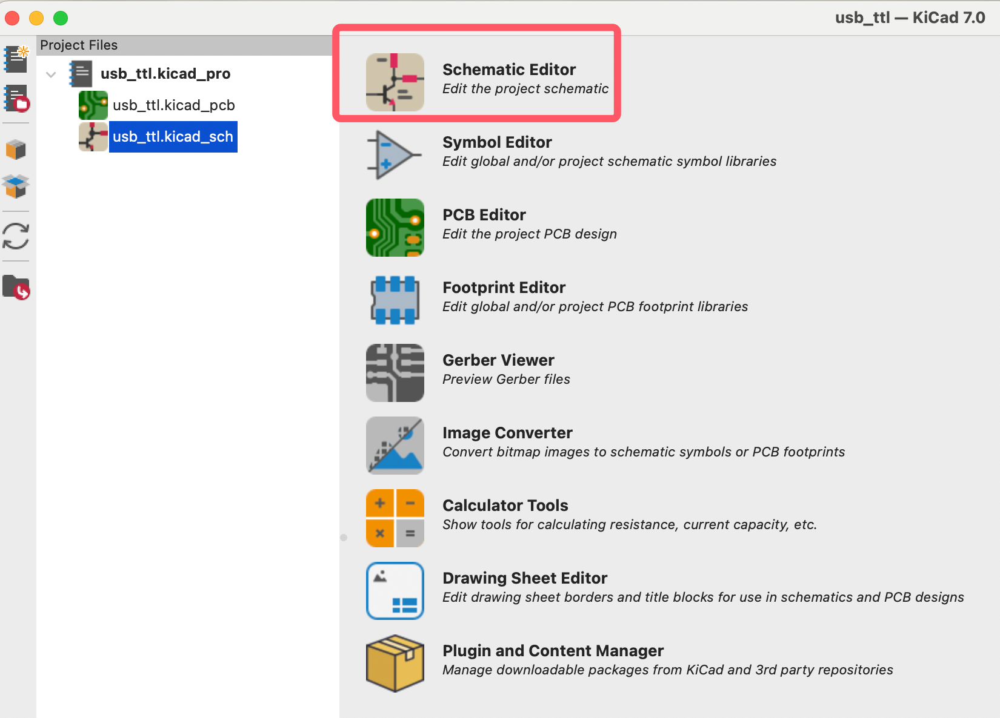 usb_ttl — KiCad 7.0
Project Files
usb_ttl.kicad_pro
usb_ttl.kicad_pcb
usb_ttl.kicad_sch
Schematic Editor
Edit the project schematic
Symbol Editor
Edit global and/or project schematic symbol libraries
PCB Editor
Edit the project PCB design
Footprint Editor
Edit global and/or project PCB footprint libraries
Gerber Viewer
Preview Gerber files
Image Converter
Convert bitmap images to schematic symbols or PCB footprints
Calculator Tools
Show tools for calculating resistance, current capacity, etc.
Drawing Sheet Editor
Edit drawing sheet borders and title blocks for use in schematics and PCB designs
Plugin and Content Manager
Manage downloadable packages from KiCad and 3rd party repositories